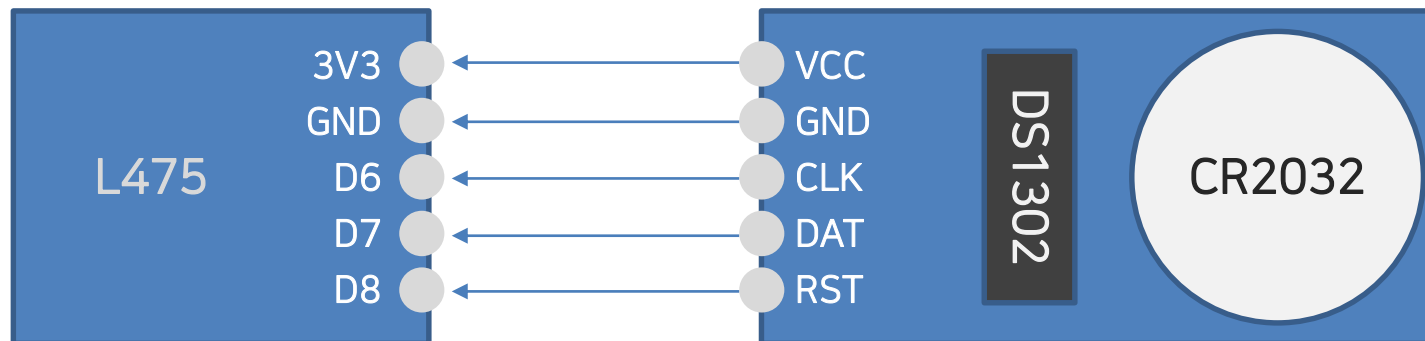 L475
3V3
GND
D6
D7
D8
VCC
GND
CLK
DAT
RST
DS1302
CR2032